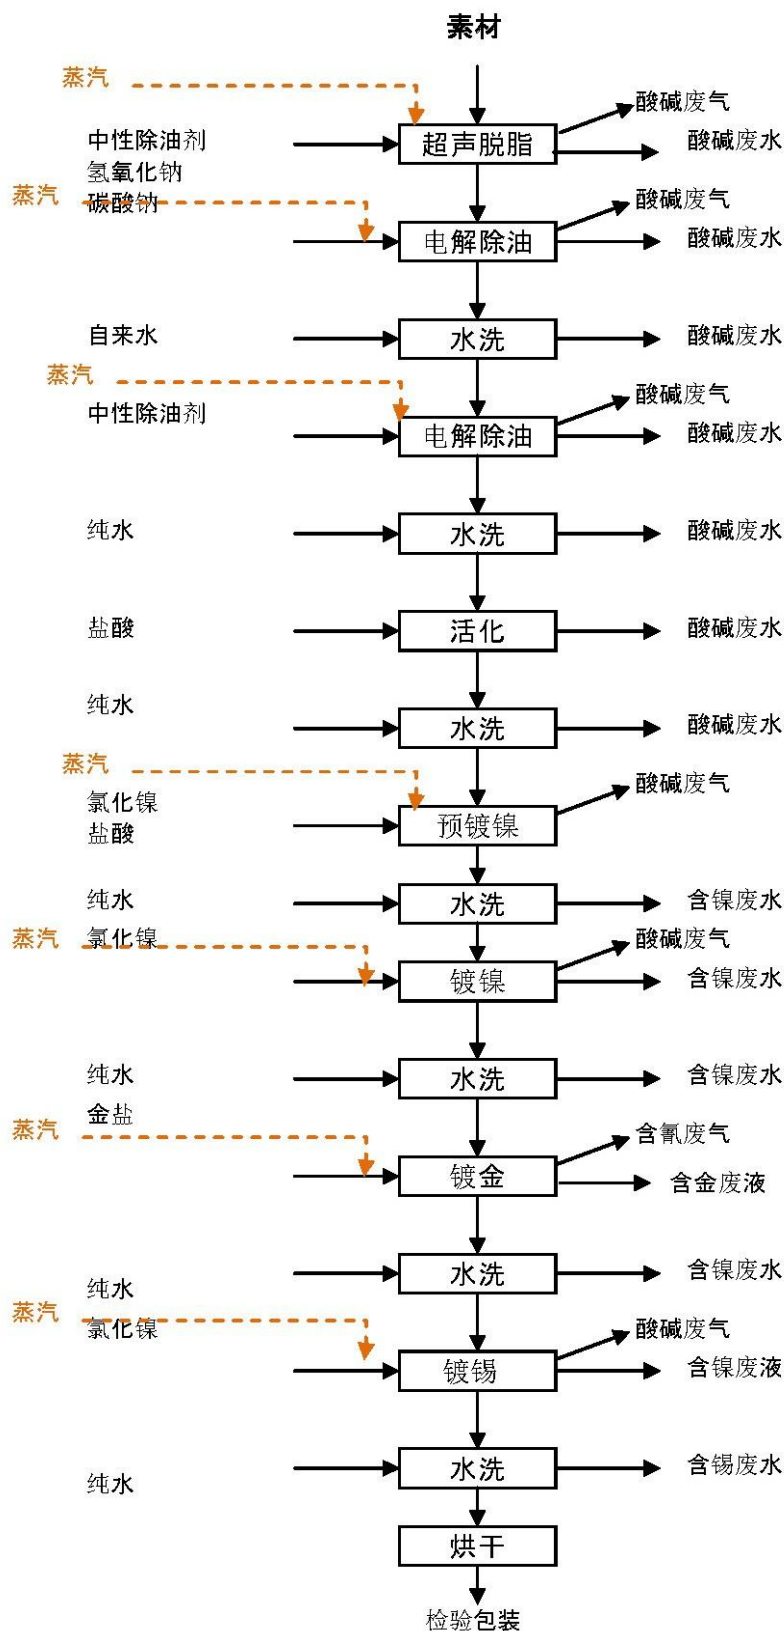 素材
蒸汽
酸碱废气
中性除油剂
超声脱脂
酸碱废水
氢氧化钠
蒸汽
碳酸钠
酸碱废气
电解除油
酸碱废水
自来水
水洗
酸碱废水
蒸汽
酸碱废气
中性除油剂
电解除油
酸碱废水
纯水
水洗
酸碱废水
盐酸
活化
酸碱废水
纯水
水洗
酸碱废水
蒸汽
酸碱废气
氯化镍
盐酸
预镀镍
纯水
水洗
含镍废水
蒸汽
氯化镍
酸碱废气
镀镍
含镍废水
纯水
水洗
含镍废水
金盐
蒸汽
含氰废气
镀金
含金废液
纯水
水洗
含镍废水
蒸汽
氯化镍
酸碱废气
镀锡
含镍废液
纯水
水洗
含锡废水
烘干
检验包装